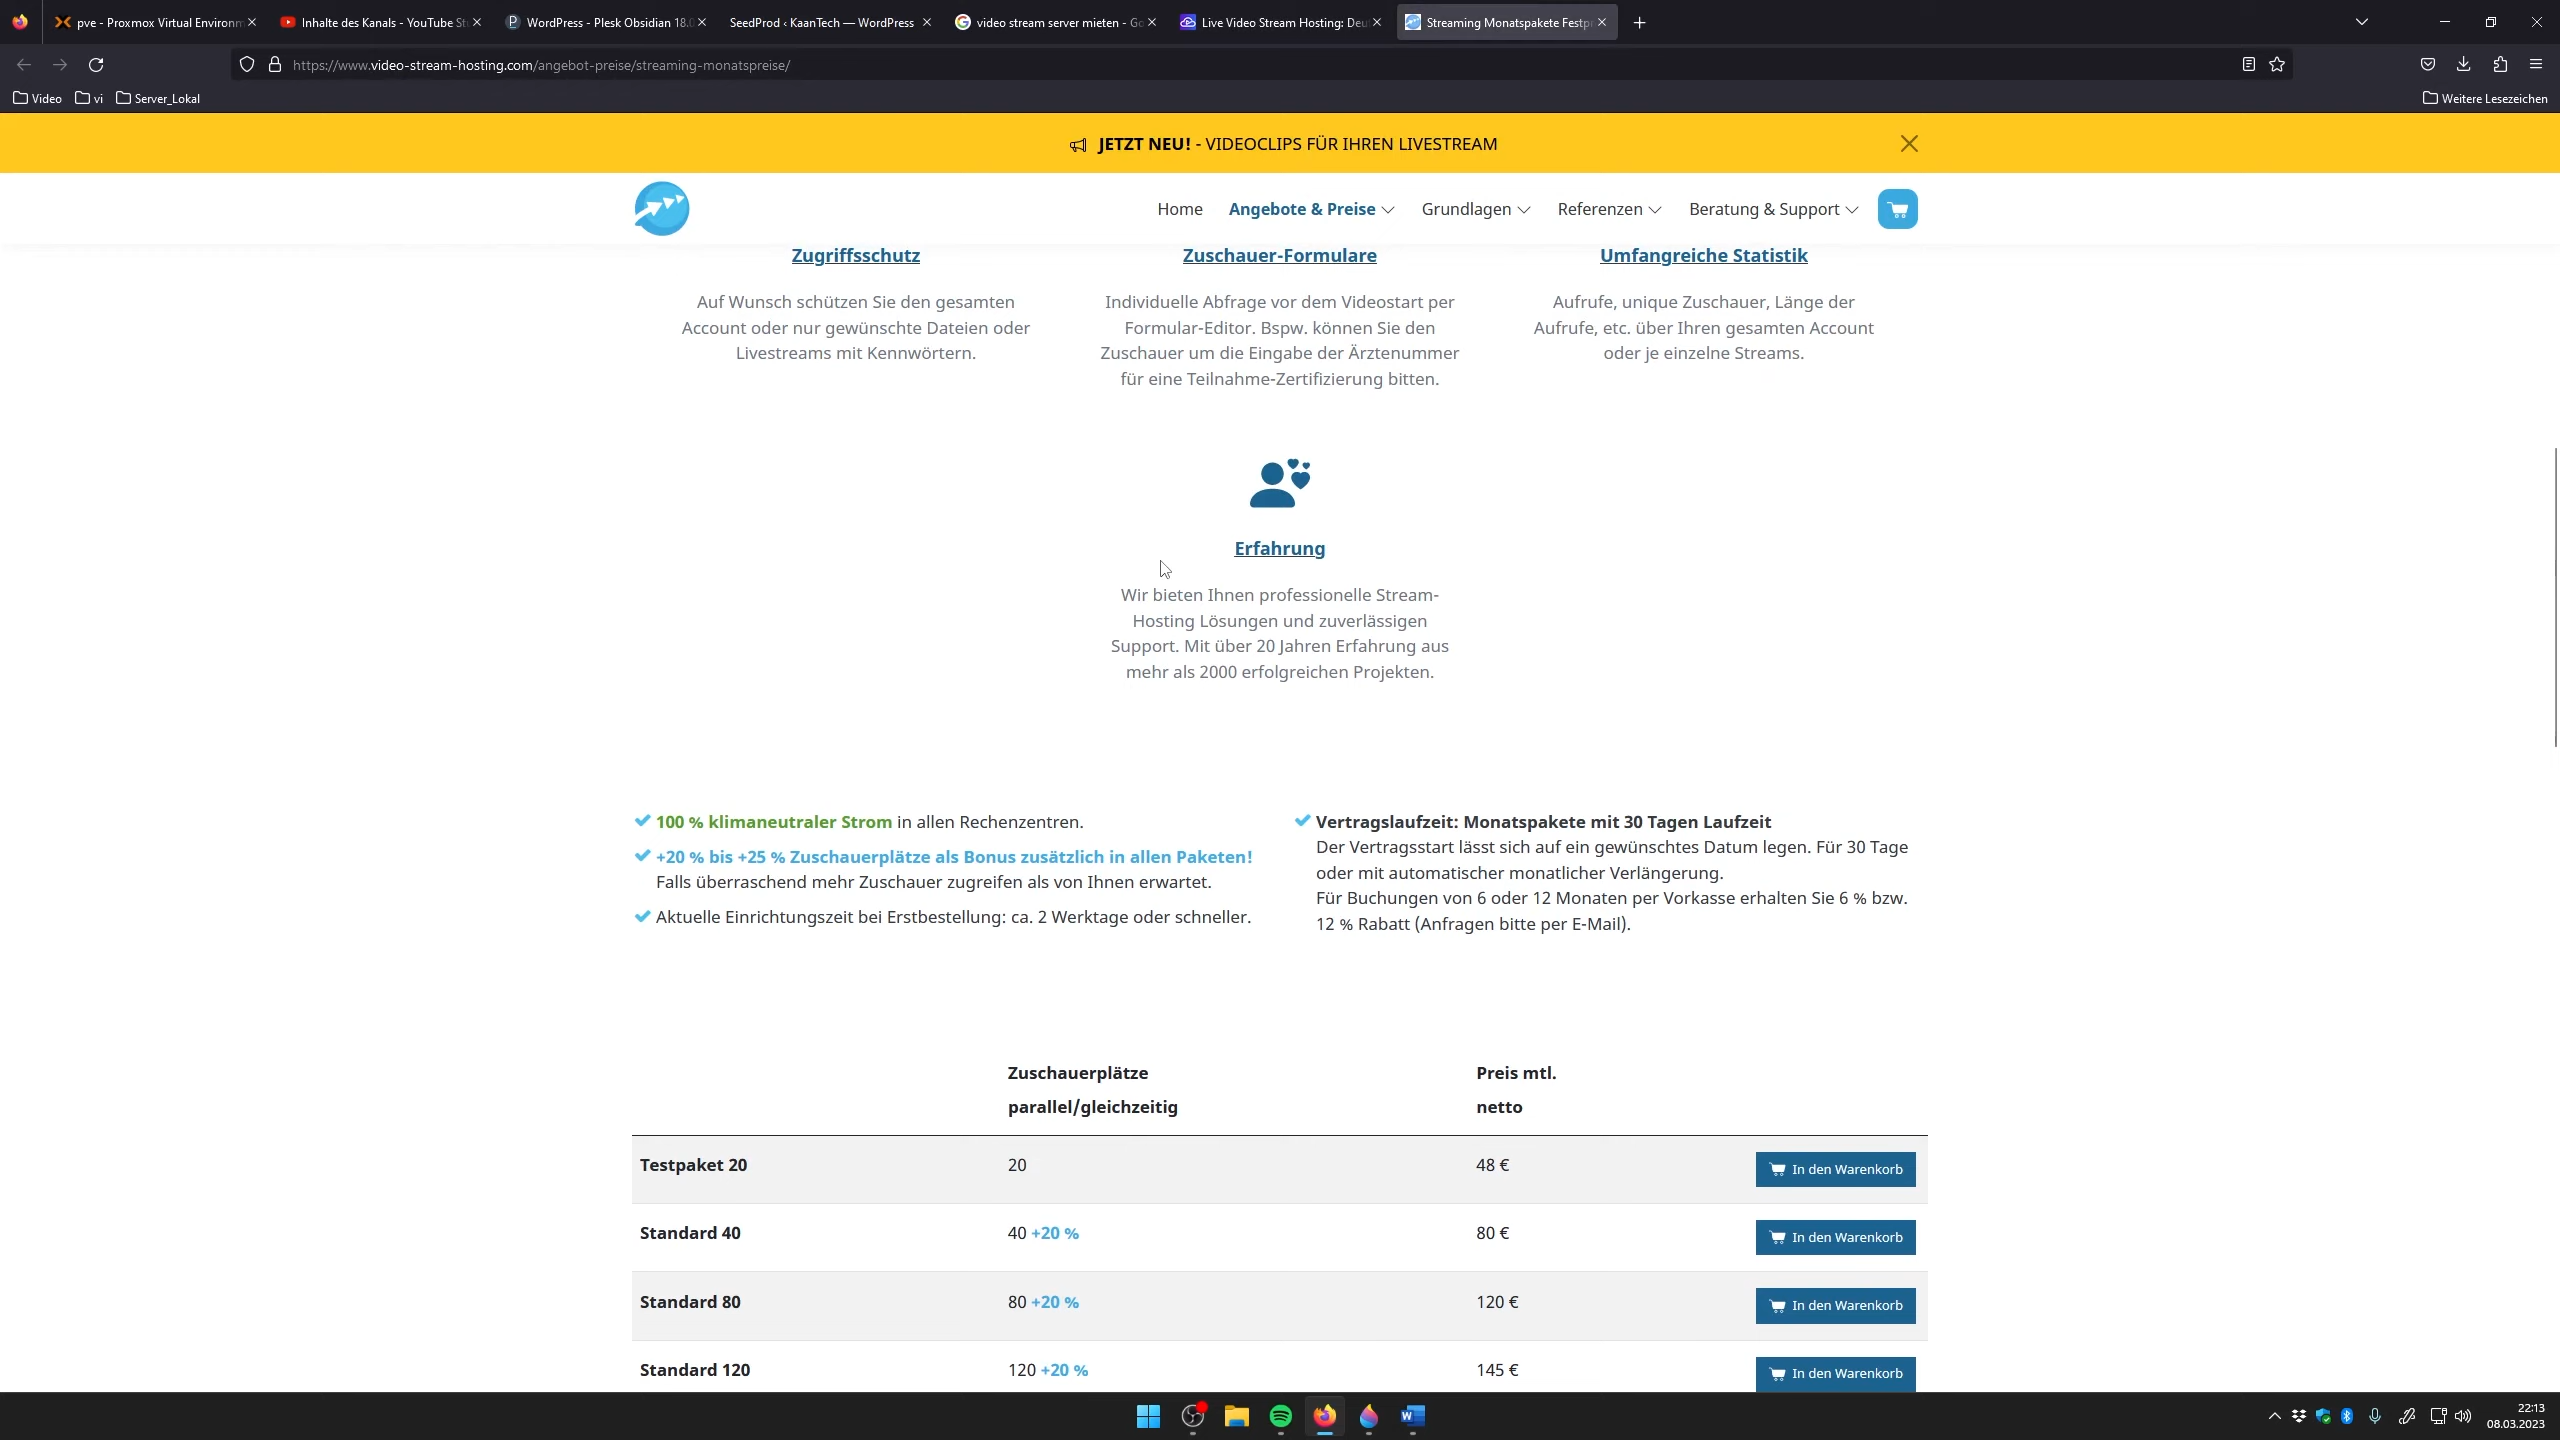 pve - Proxmox Virtual Environm
Inhalte des Kanals - YouTube St
WordPress - Plesk Obsidian 18.0
SeedProd ‹ KaanTech — WordPress
video stream server mieten - Go
Live Video Stream Hosting: Deu
Streaming Monatspakete Festpr
https://www.video-stream-hosting.com/angebot-preise/streaming-monatspreise/
Video
vi
Server_Lokal
Weitere Lesezeichen
JETZT NEU! - VIDEOCLIPS FÜR IHREN LIVESTREAM
Home
Angebote & Preise
Grundlagen
Referenzen
Beratung & Support
Zugriffsschutz
Auf Wunsch schützen Sie den gesamten
Account oder nur gewünschte Dateien oder
Livestreams mit Kennwörtern.
Zuschauer-Formulare
Individuelle Abfrage vor dem Videostart per
Formular-Editor. Bspw. können Sie den
Zuschauer um die Eingabe der Ärztenummer
für eine Teilnahme-Zertifizierung bitten.
Umfangreiche Statistik
Aufrufe, unique Zuschauer, Länge der
Aufrufe, etc. über Ihren gesamten Account
oder je einzelne Streams.
Erfahrung
Wir bieten Ihnen professionelle Stream-
Hosting Lösungen und zuverlässigen
Support. Mit über 20 Jahren Erfahrung aus
mehr als 2000 erfolgreichen Projekten.
100 % klimaneutraler Strom in allen Rechenzentren.
+20 % bis +25 % Zuschauerplätze als Bonus zusätzlich in allen Paketen!
Falls überraschend mehr Zuschauer zugreifen als von Ihnen erwartet.
Aktuelle Einrichtungszeit bei Erstbestellung: ca. 2 Werktage oder schneller.
Vertragslaufzeit: Monatspakete mit 30 Tagen Laufzeit
Der Vertragsstart lässt sich auf ein gewünschtes Datum legen. Für 30 Tage
oder mit automatischer monatlicher Verlängerung.
Für Buchungen von 6 oder 12 Monaten per Vorkasse erhalten Sie 6 % bzw.
12 % Rabatt (Anfragen bitte per E-Mail).
Zuschauerplätze
parallel/gleichzeitig
Preis mtl.
netto
Testpaket 20
20
48 €
In den Warenkorb
Standard 40
40 +20 %
80 €
In den Warenkorb
Standard 80
80 +20 %
120 €
In den Warenkorb
Standard 120
120 +20 %
145 €
In den Warenkorb
22:13
08.03.2023